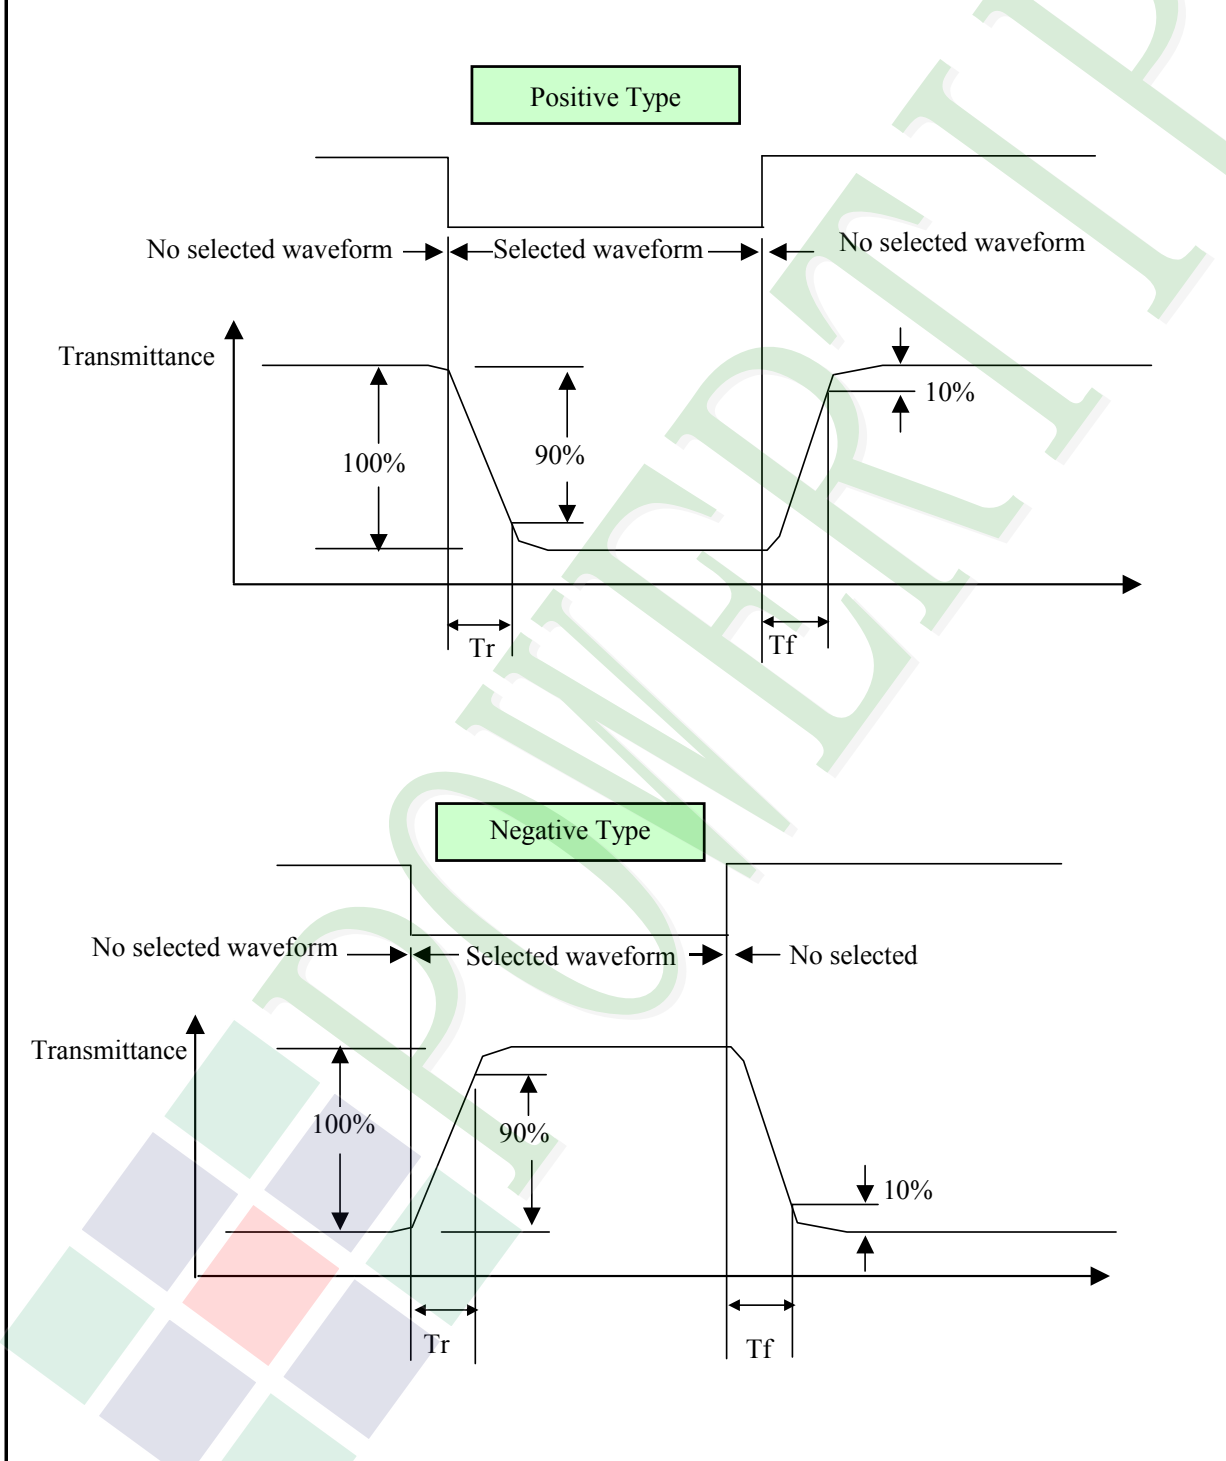 Positive Type
No selected waveform
Selected waveform
No selected waveform
Transmittance
10%
100%
90%
Tr
Tf
Negative Type
No selected waveform
Selected waveform
No selected
Transmittance
100%
90%
10%
Tr
Tf
POWERTIP